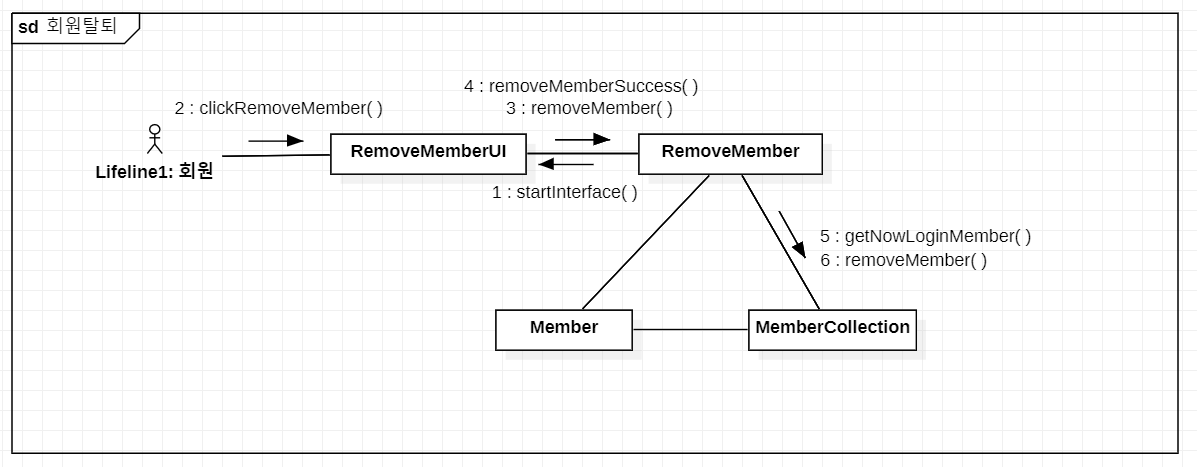 sd 회원탈퇴
4 : removeMemberSuccess( )
2 : clickRemoveMember( )
3 : removeMember( )
RemoveMemberUI
RemoveMember
Lifeline1: 회원
1 : startInterface( )
5 : getNowLoginMember( )
6 : removeMember( )
Member
MemberCollection